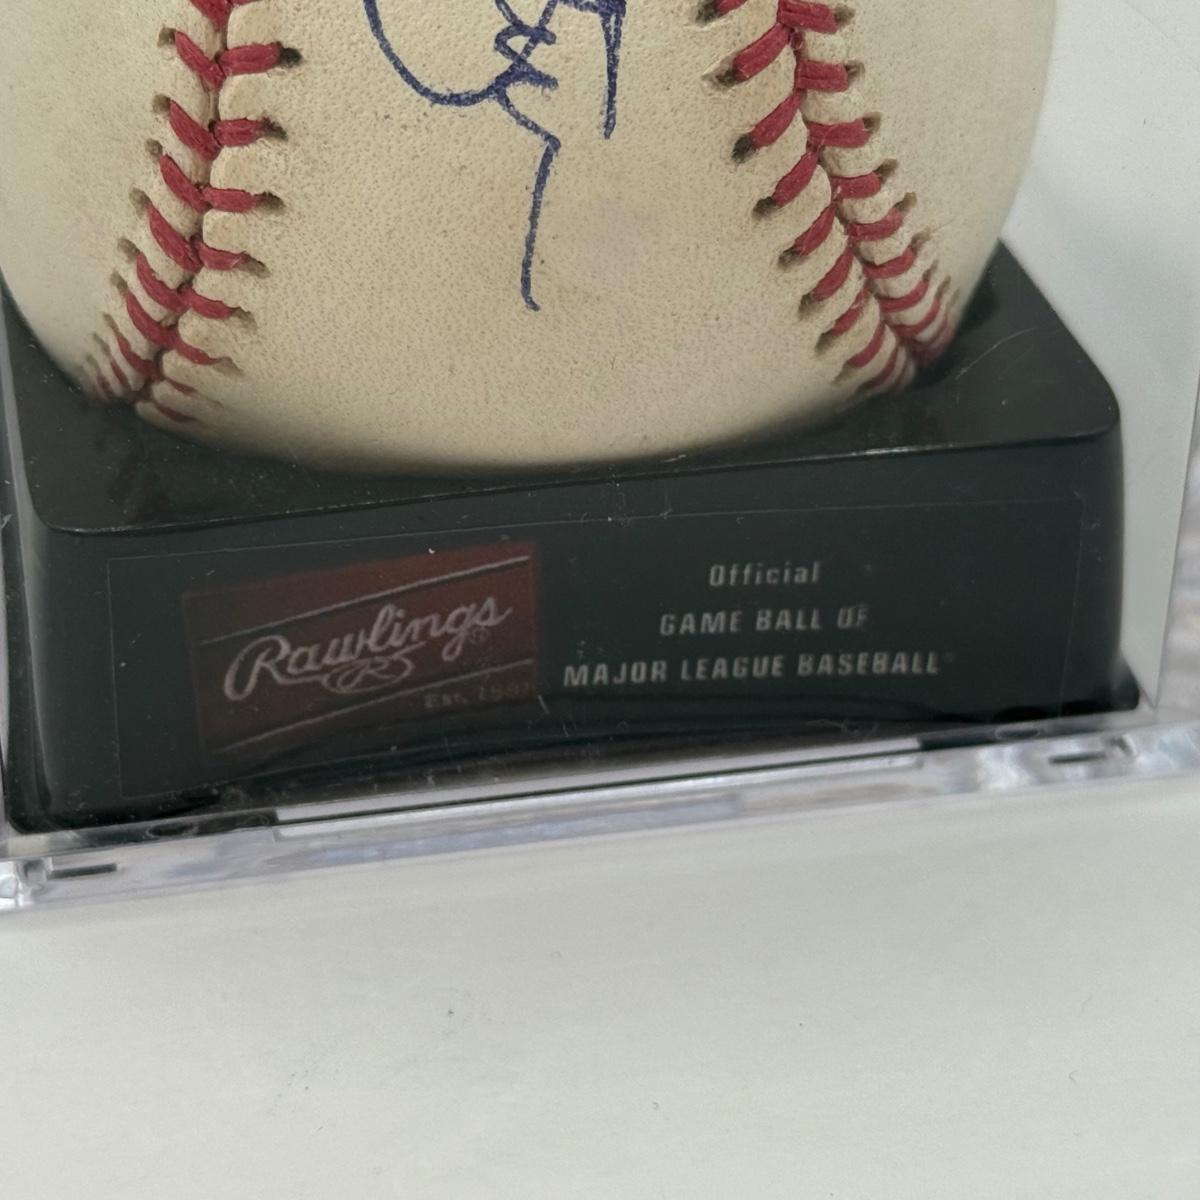 Rawlings®
R
Official
GAME BALL OF
MAJOR LEAGUE BASEBALL